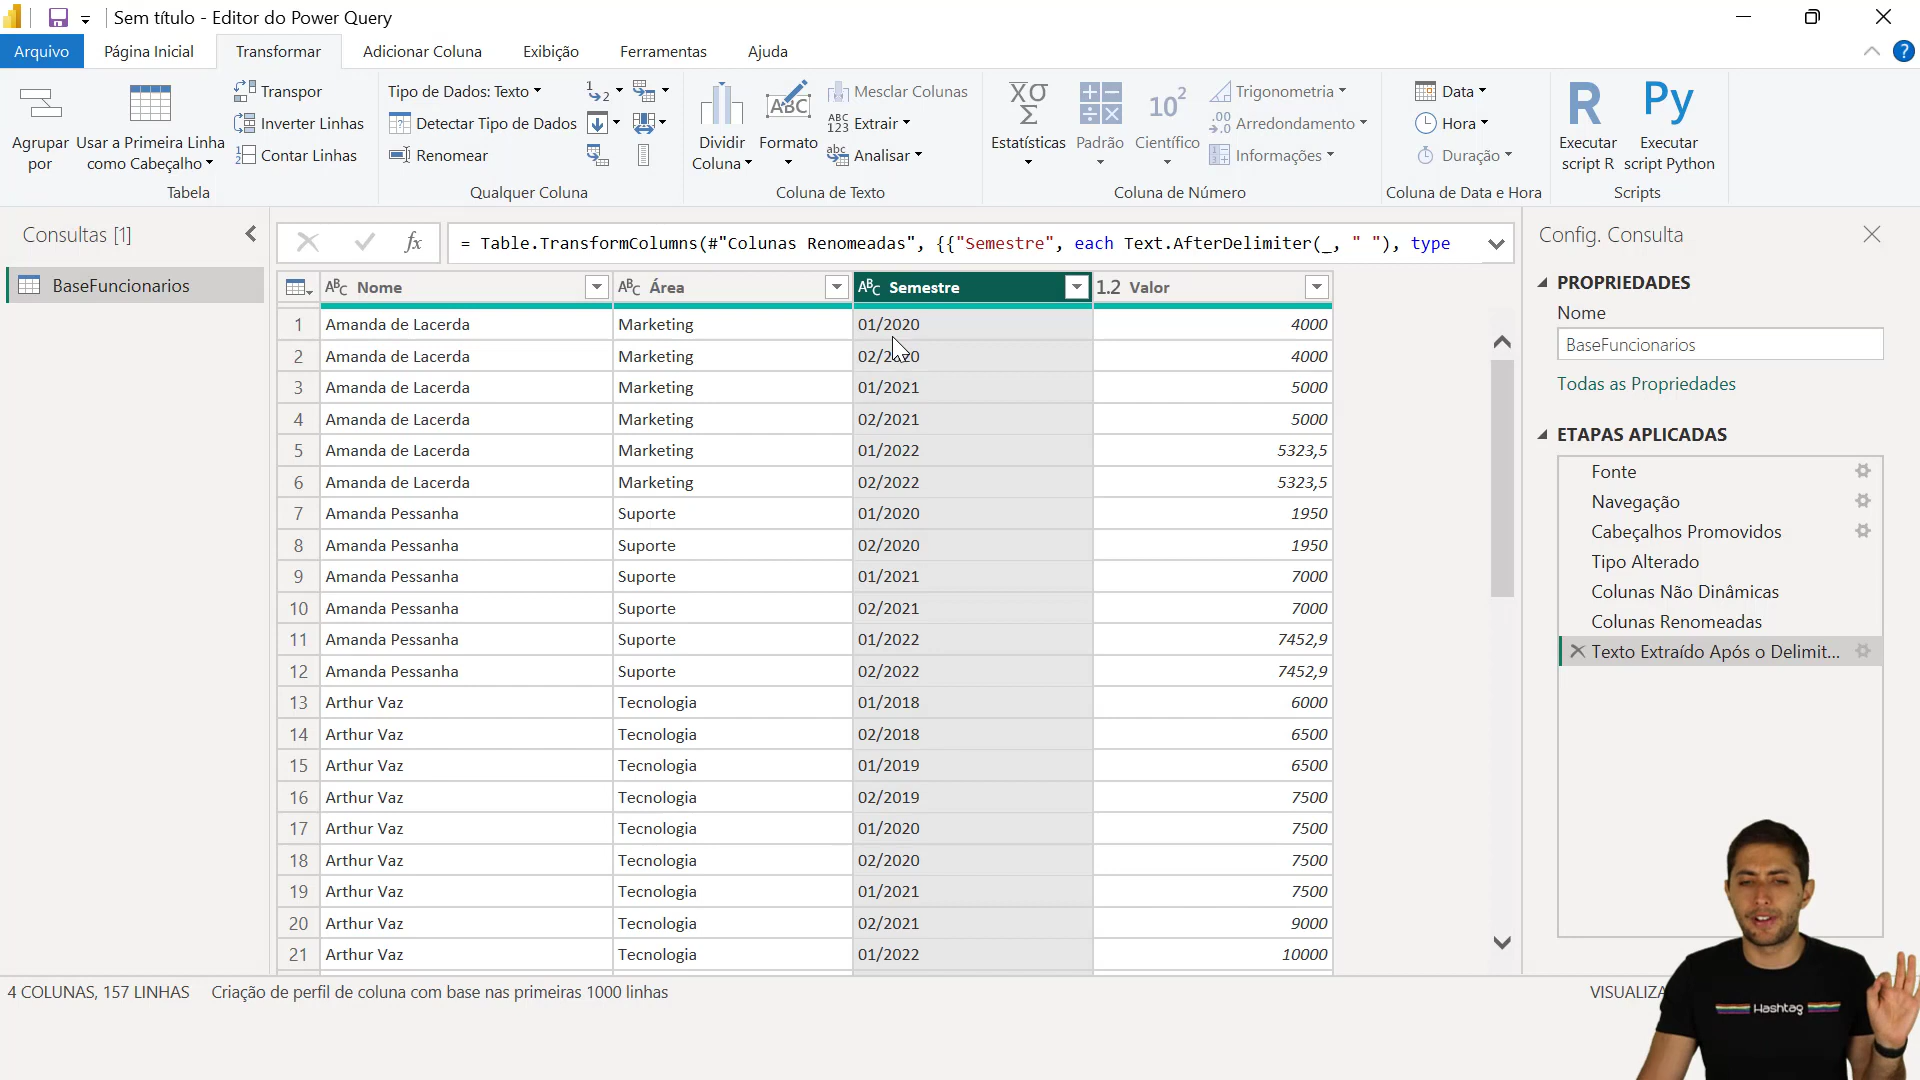 Sem título - Editor do Power Query
Arquivo Página Inicial Transformar Adicionar Coluna Exibição Ferramentas Ajuda
Agrupar por
Usar a Primeira Linha como Cabeçalho
Transpor
Inverter Linhas
Contar Linhas
Tabela
Tipo de Dados: Texto
Detectar Tipo de Dados
Renomear
Qualquer Coluna
Dividir Coluna
Formato
Mesclar Colunas
Extrair
Analisar
Coluna de Texto
Estatísticas
Padrão
Científico
Trigonometria
Arredondamento
Informações
Coluna de Número
Data
Hora
Duração
Coluna de Data e Hora
Executar script R
Executar script Python
Scripts
Consultas [1]
BaseFuncionarios
= Table.TransformColumns(#"Colunas Renomeadas", {{"Semestre", each Text.AfterDelimiter(_, " "), type
Nome Área Semestre 1.2 Valor
1 Amanda de Lacerda Marketing 01/2020 4000
2 Amanda de Lacerda Marketing 02/2020 4000
3 Amanda de Lacerda Marketing 01/2021 5000
4 Amanda de Lacerda Marketing 02/2021 5000
5 Amanda de Lacerda Marketing 01/2022 5323,5
6 Amanda de Lacerda Marketing 02/2022 5323,5
7 Amanda Pessanha Suporte 01/2020 1950
8 Amanda Pessanha Suporte 02/2020 1950
9 Amanda Pessanha Suporte 01/2021 7000
10 Amanda Pessanha Suporte 02/2021 7000
11 Amanda Pessanha Suporte 01/2022 7452,9
12 Amanda Pessanha Suporte 02/2022 7452,9
13 Arthur Vaz Tecnologia 01/2018 6000
14 Arthur Vaz Tecnologia 02/2018 6500
15 Arthur Vaz Tecnologia 01/2019 6500
16 Arthur Vaz Tecnologia 02/2019 7500
17 Arthur Vaz Tecnologia 01/2020 7500
18 Arthur Vaz Tecnologia 02/2020 7500
19 Arthur Vaz Tecnologia 01/2021 7500
20 Arthur Vaz Tecnologia 02/2021 9000
21 Arthur Vaz Tecnologia 01/2022 10000
Config. Consulta
PROPRIEDADES
Nome
BaseFuncionarios
Todas as Propriedades
ETAPAS APLICADAS
Fonte
Navegação
Cabeçalhos Promovidos
Tipo Alterado
Colunas Não Dinâmicas
Colunas Renomeadas
Texto Extraído Após o Delimit...
4 COLUNAS, 157 LINHAS Criação de perfil de coluna com base nas primeiras 1000 linhas
VISUALIZA
Hashtag